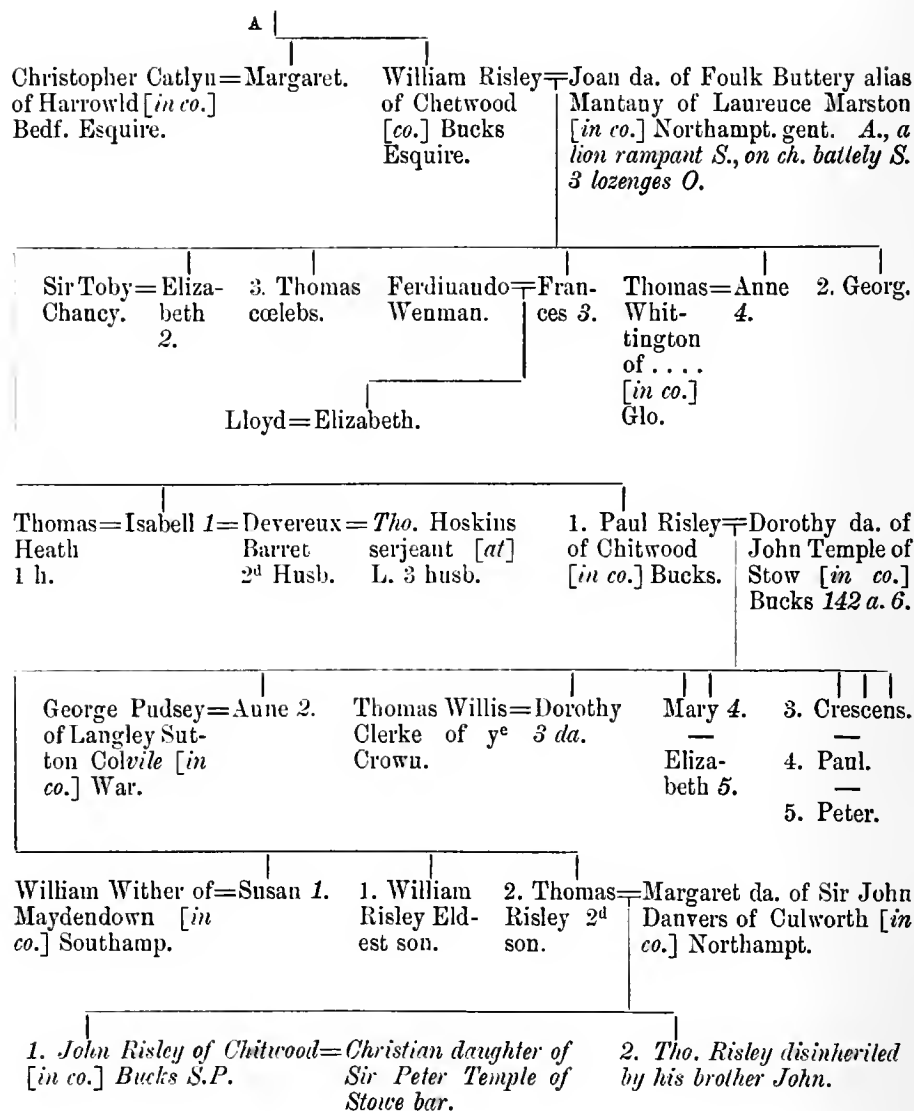 A
Christopher Catlyn=Margaret.
of Harrowld [in co.]
Bedf. Esquire.
William Risley=Joan da. of Foulk Buttery alias
of Chetwood
[co.] Bucks
Esquire.
Mantany of Laurence Marston
[in co.] Northampt. gent. A., a
lion rampant S., on ch. battely S.
3 lozenges O.
Sir Toby=Eliza-
Chancy. beth
2.
3. Thomas
cœlebs.
Ferdinando=Fran-
Wenman. ces 3.
Thomas=Anne
Whit- 4.
tington
of ....
[in co.]
Glo.
2. Georg.
Lloyd=Elizabeth.
Thomas=Isabell 1=Devereux=Tho. Hoskins
Heath
1 h.
Barret
2d Husb.
serjeant [at]
L. 3 husb.
1. Paul Risley=Dorothy da. of
of Chitwood
[in co.] Bucks.
John Temple of
Stow [in co.]
Bucks 142 a. 6.
George Pudsey=Anne 2.
of Langley Sut-
ton Colvile [in
co.] War.
Thomas Willis=Dorothy
Clerke of ye 3 da.
Crown.
Mary 4.
—
Eliza-
beth 5.
3. Crescens.
—
4. Paul.
—
5. Peter.
William Wither of=Susan 1.
Maydendown [in
co.] Southamp.
1. William
Risley Eld-
est son.
2. Thomas=Margaret da. of Sir John
Risley 2d
son.
Danvers of Culworth [in
co.] Northampt.
1. John Risley of Chitwood=Christian daughter of
[in co.] Bucks S.P.
Sir Peter Temple of
Stowe bar.
2. Tho. Risley disinherited
by his brother John.